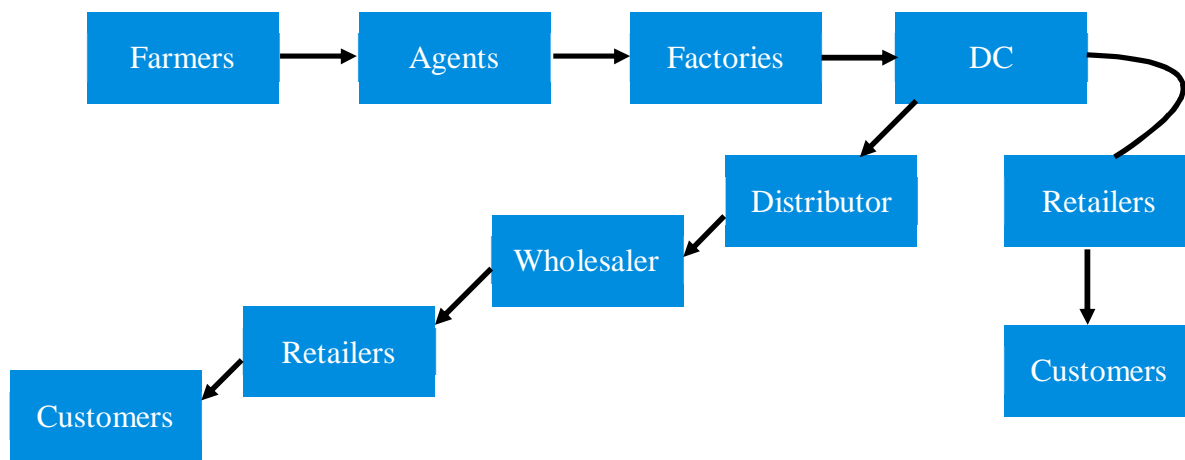 Farmers
Agents
Factories
DC
Distributor
Retailers
Wholesaler
Retailers
Customers
Customers